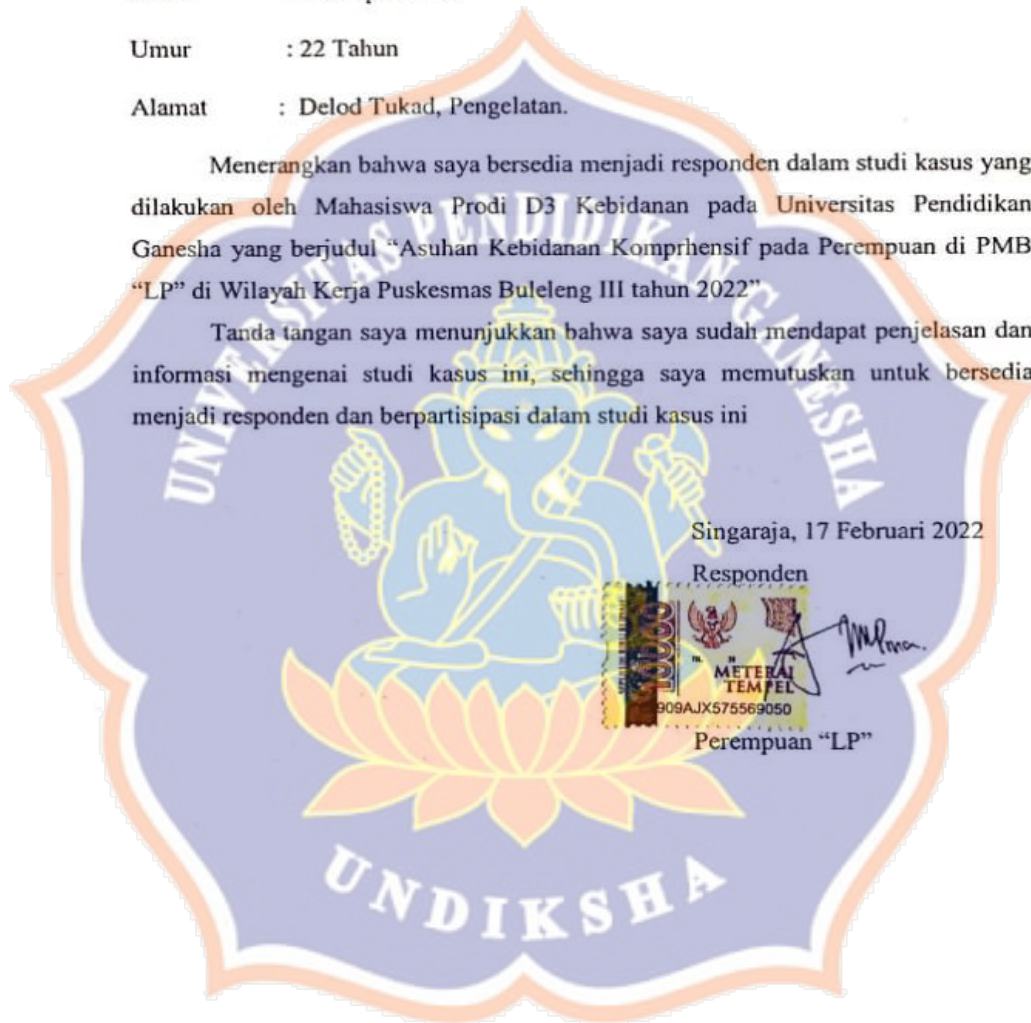 Umur : 22 Tahun
Alamat : Delod Tukad, Pengelatan.
Menerangkan bahwa saya bersedia menjadi responden dalam studi kasus yang
dilakukan oleh Mahasiswa Prodi D3 Kebidanan pada Universitas Pendidikan
Ganesha yang berjudul “Asuhan Kebidanan Komprhensif pada Perempuan di PMB
“LP” di Wilayah Kerja Puskesmas Buleleng III tahun 2022”
Tanda tangan saya menunjukkan bahwa saya sudah mendapat penjelasan dan
informasi mengenai studi kasus ini, sehingga saya memutuskan untuk bersedia
menjadi responden dan berpartisipasi dalam studi kasus ini
Singaraja, 17 Februari 2022
Responden
10000
METERAI
TEMPEL
909AJX575569050
Perempuan “LP”
UNIVERSITAS PENDIDIKAN GANESHA
UNDIKSHA